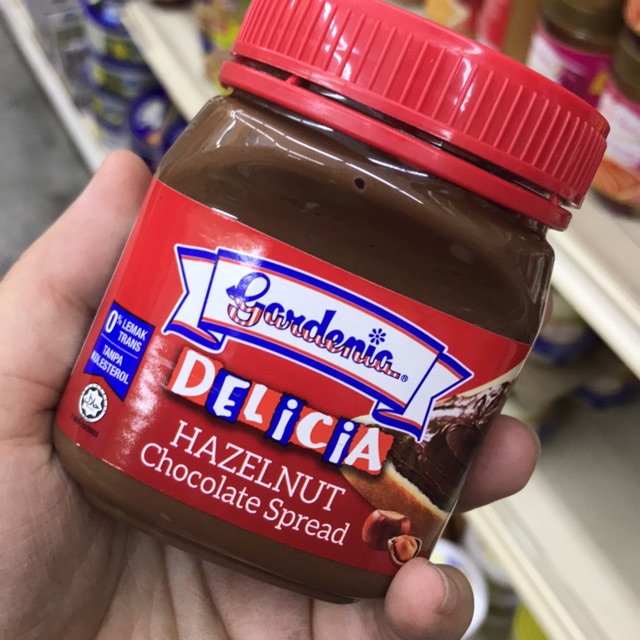 Gardenia®
DELiCiA
HAZELNUT
Chocolate Spread
0% LEMAK
TRANS
TANPA
KOLESTEROL